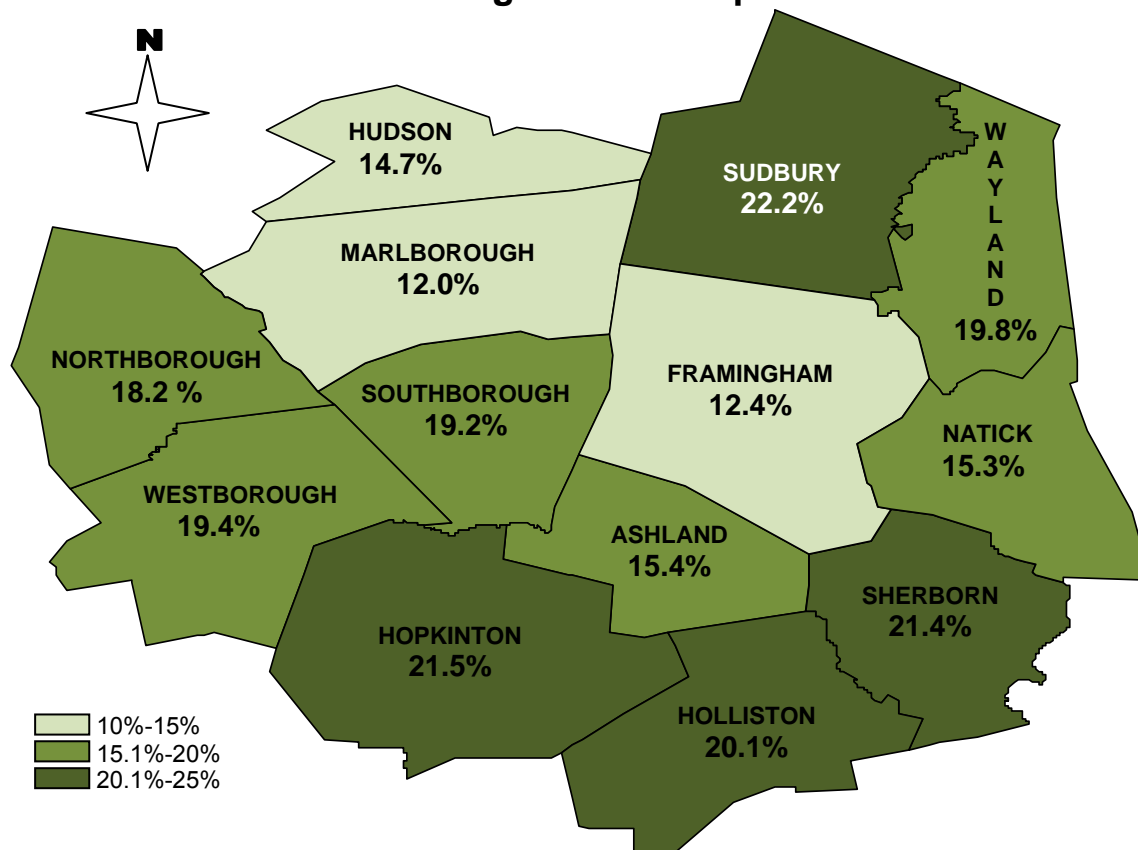 N
HUDSON
14.7%
SUDBURY
22.2%
W
A
Y
L
A
N
D
19.8%
MARLBOROUGH
12.0%
NORTHBOROUGH
18.2 %
SOUTHBOROUGH
19.2%
FRAMINGHAM
12.4%
NATICK
15.3%
WESTBOROUGH
19.4%
ASHLAND
15.4%
SHERBORN
21.4%
HOPKINTON
21.5%
HOLLISTON
20.1%
10%-15%
15.1%-20%
20.1%-25%